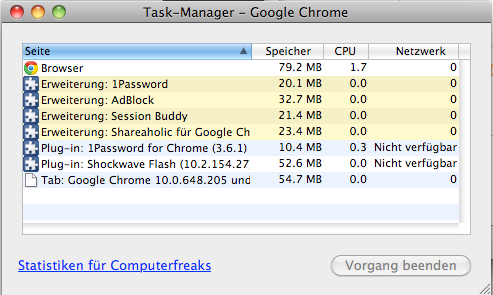 Task-Manager – Google Chrome
Seite Speicher CPU Netzwerk
Browser 79.2 MB 1.7 0
Erweiterung: 1Password 20.1 MB 0.0 0
Erweiterung: AdBlock 32.7 MB 0.0 0
Erweiterung: Session Buddy 21.4 MB 0.0 0
Erweiterung: Shareaholic für Google Ch 23.4 MB 0.0 0
Plug-in: 1Password for Chrome (3.6.1) 10.4 MB 0.3 Nicht verfügbar
Plug-in: Shockwave Flash (10.2.154.27 52.6 MB 0.0 Nicht verfügbar
Tab: Google Chrome 10.0.648.205 und 54.7 MB 0.0 0
Statistiken für Computerfreaks Vorgang beenden